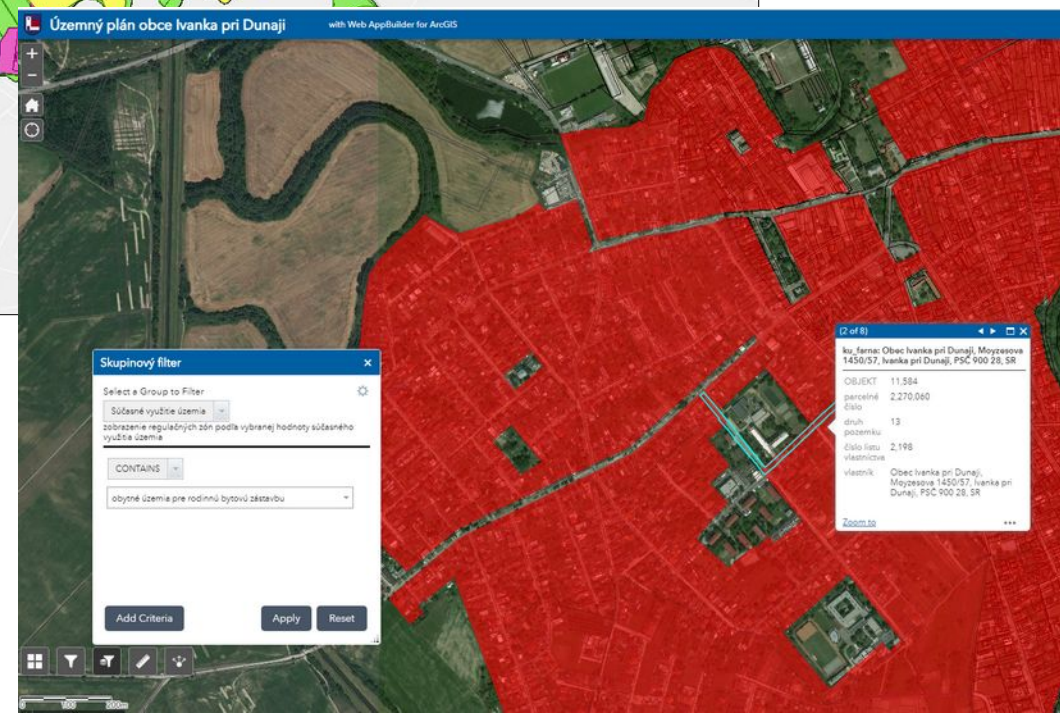 Územný plán obce Ivanka pri Dunaji
with Web AppBuilder for ArcGIS
+
−
Skupinový filter
×
Select a Group to Filter
Súčasné využitie územia
zobrazenie regulačných zón podľa vybranej hodnoty súčasného
využitia územia
CONTAINS
obytné územia pre rodinnú bytovú zástavbu
Add Criteria
Apply
Reset
(2 of 8)
ku_farna: Obec Ivanka pri Dunaji, Moyzesova
1450/57, Ivanka pri Dunaji, PSČ 900 28, SR
OBJEKT 11,584
parcelné 2,270,060
číslo
druh 13
pozemku
číslo listu 2,198
vlastníctva
vlastník Obec Ivanka pri Dunaji,
Moyzesova 1450/57, Ivanka pri
Dunaji, PSČ 900 28, SR
Zoom to
•••
0 100 200m